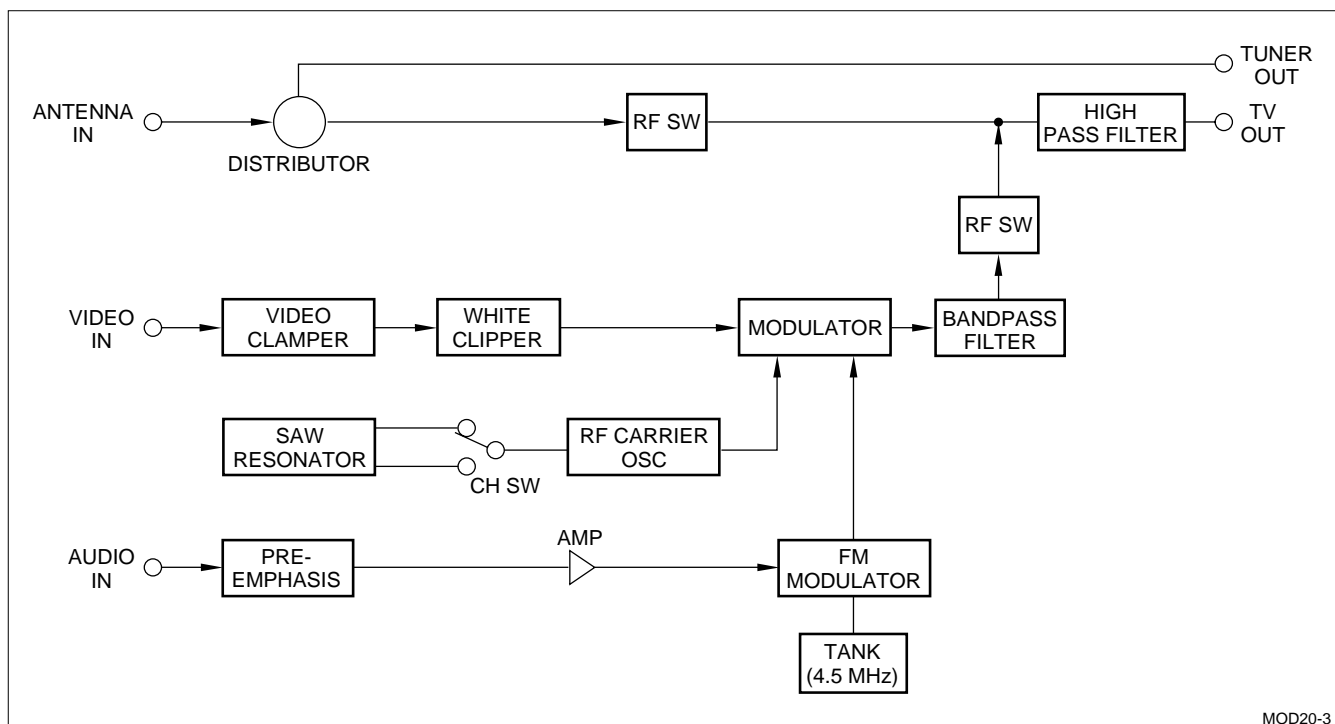 TUNER
OUT
ANTENNA
IN
DISTRIBUTOR
RF SW
HIGH
PASS FILTER
TV
OUT
RF SW
VIDEO
IN
VIDEO
CLAMPER
WHITE
CLIPPER
MODULATOR
BANDPASS
FILTER
SAW
RESONATOR
CH SW
RF CARRIER
OSC
AUDIO
IN
PRE-
EMPHASIS
AMP
FM
MODULATOR
TANK
(4.5 MHz)
MOD20-3